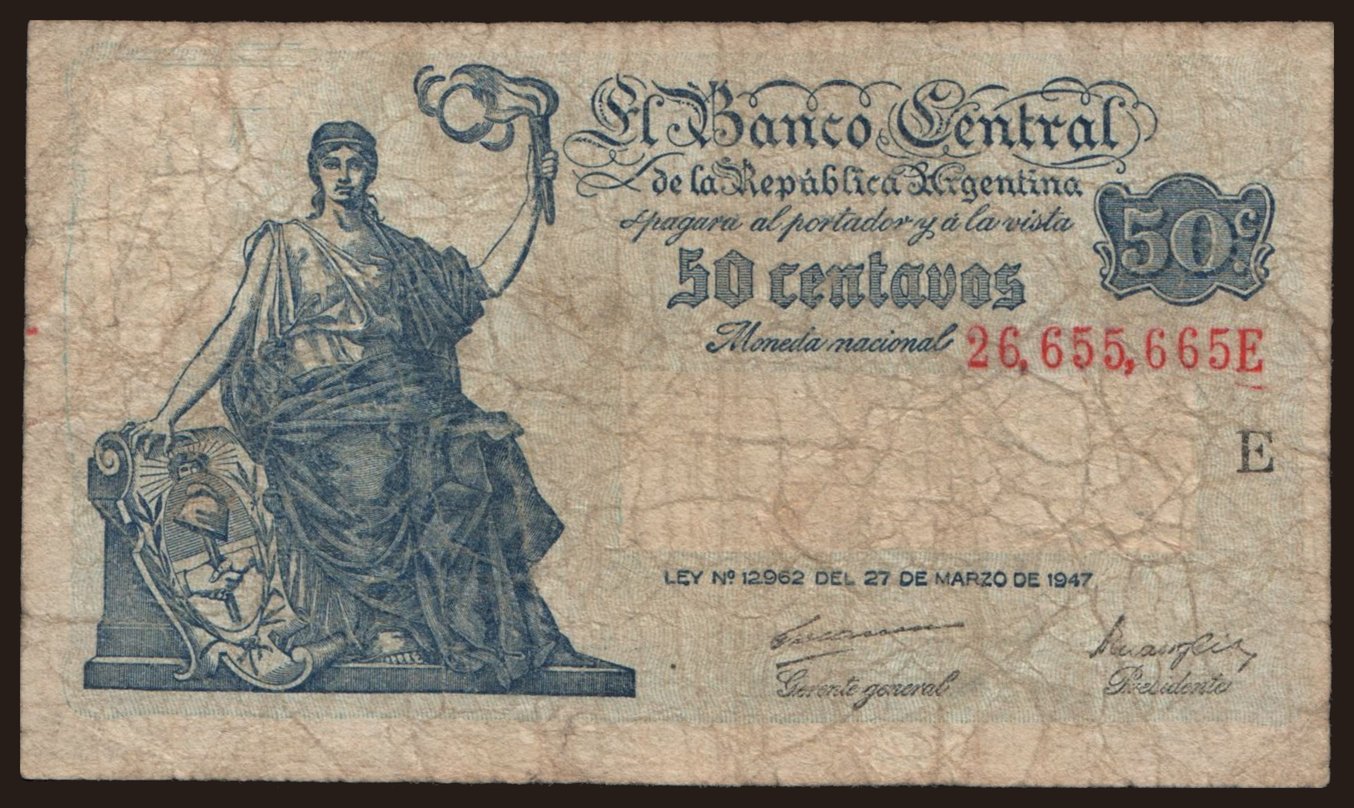 El Banco Central
de la República Argentina
pagará al portador y á la vista
50 centavos
50c.
Moneda nacional
26,655,665E
E
LEY Nº 12.962 DEL 27 DE MARZO DE 1947
Gerente general
Presidente